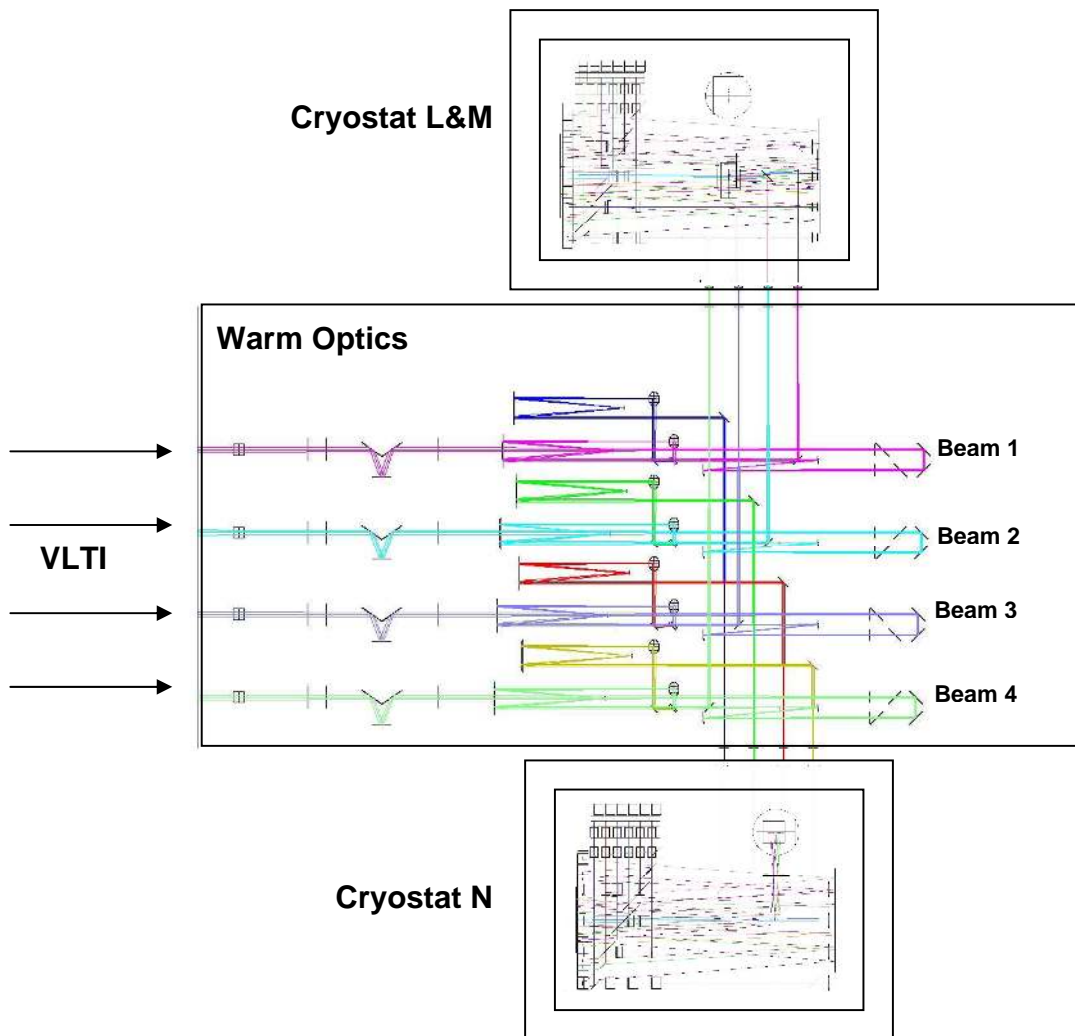 Cryostat L&M
Warm Optics
Beam 1
Beam 2
VLTI
Beam 3
Beam 4
Cryostat N